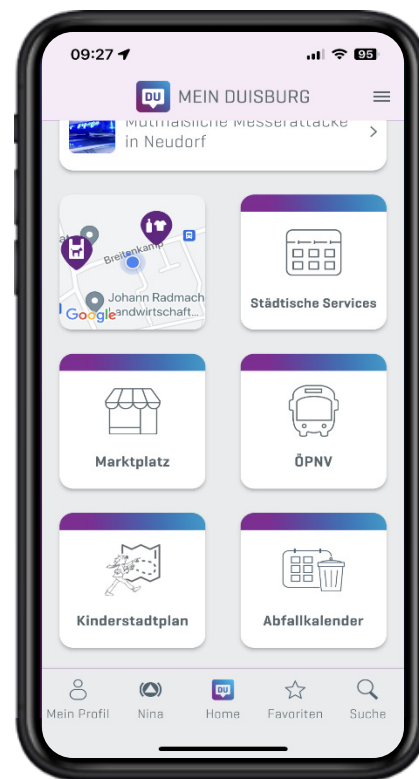 09:27
95
DU MEIN DUISBURG
Mutmaßliche Messerattacke
in Neudorf
Breitenkamp
Johann Radmach
Google
andwirtschaft...
Städtische Services
Marktplatz
ÖPNV
Kinderstadtplan
Abfallkalender
DU
Mein Profil
Nina
Home
Favoriten
Suche